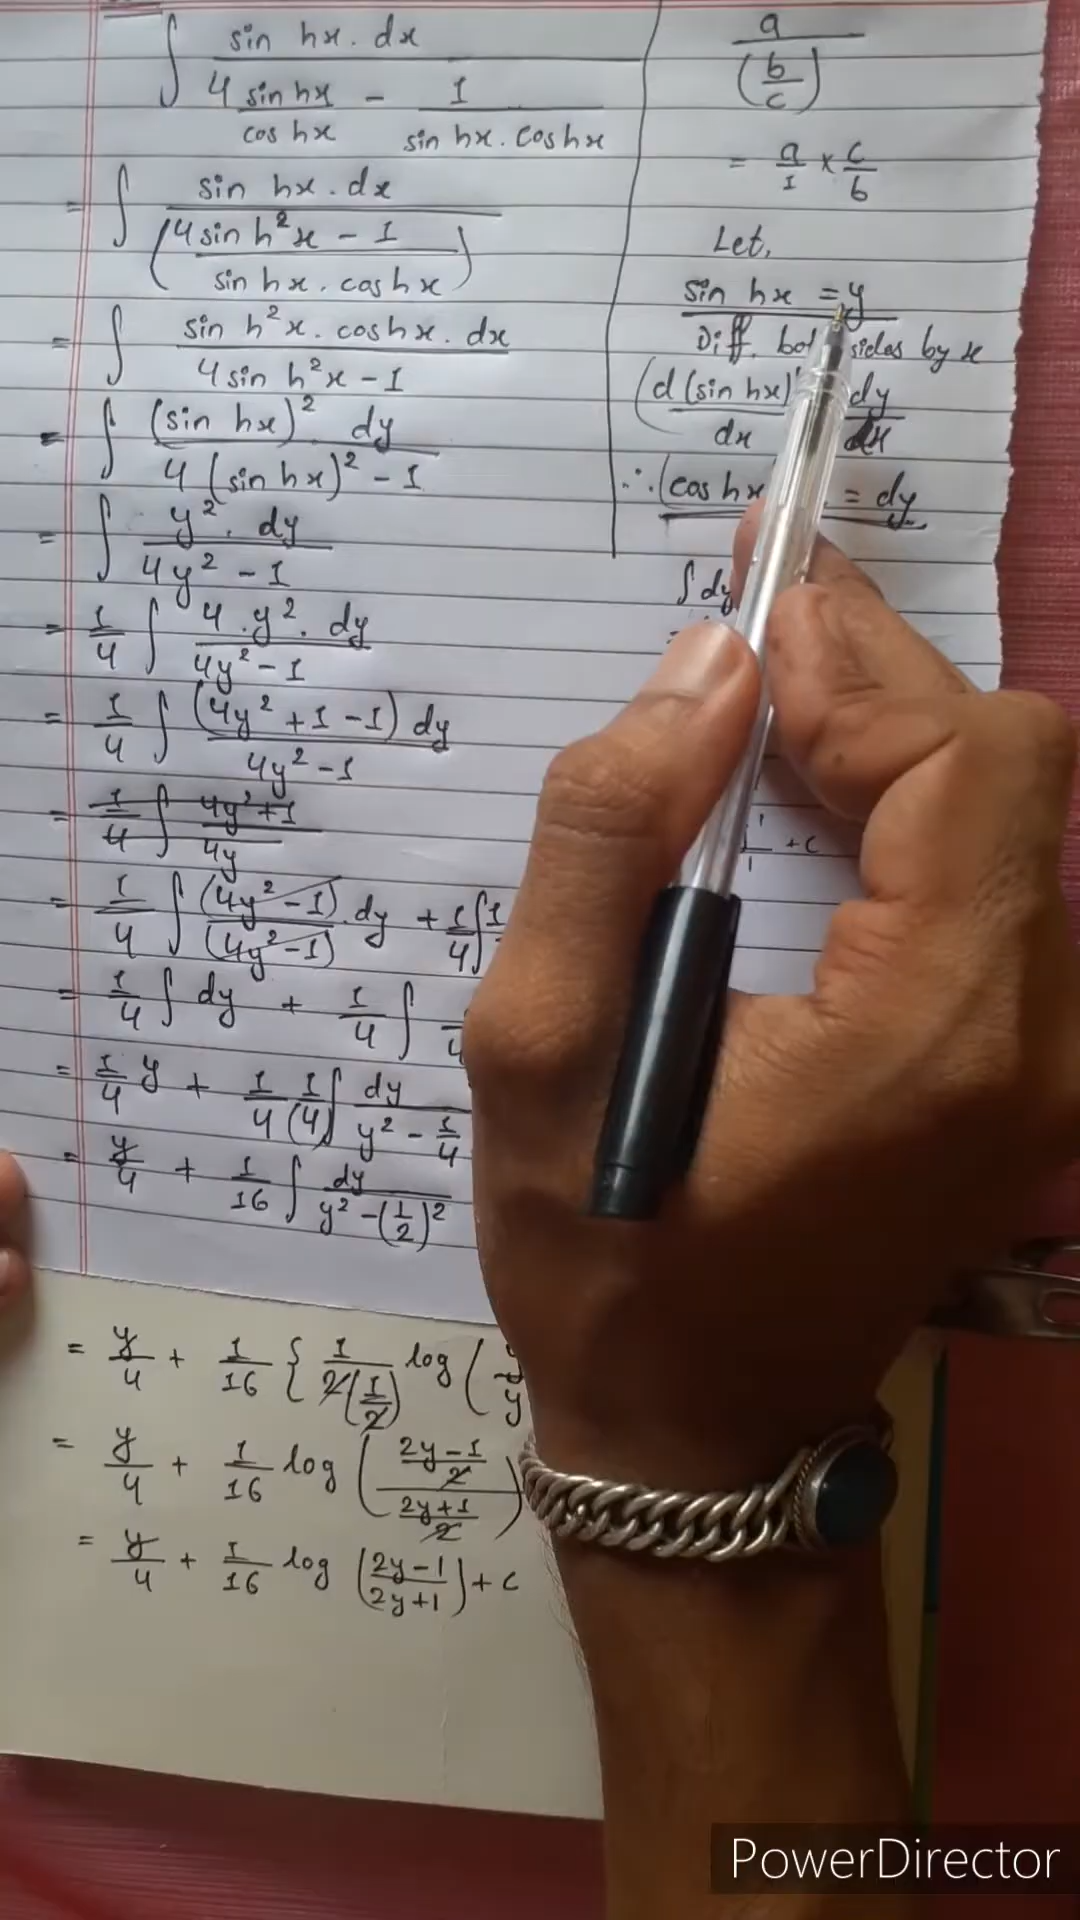 ∫ sin hx . dx / (4 sin hx / cos hx - 1 / sin hx . cos hx)
= ∫ sin hx . dx / ((4 sin h²x - 1) / (sin hx . cos hx))
= ∫ sin h²x . cos hx . dx / (4 sin h²x - 1)
= ∫ (sin hx)² dy / (4 (sin hx)² - 1)
= ∫ y² . dy / (4y² - 1)
= 1/4 ∫ 4 . y² . dy / (4y² - 1)
= 1/4 ∫ (4y² + 1 - 1) dy / (4y² - 1)
= 1/4 ∫ 4y² + 1 / 4y
= 1/4 ∫ (4y² - 1) / (4y² - 1) . dy + 1/4 ∫ 1
= 1/4 ∫ dy + 1/4 ∫
= 1/4 y + 1/4 1/(4) ∫ dy / (y² - 1/4)
= y/4 + 1/16 ∫ dy / (y² - (1/2)²)
= y/4 + 1/16 { 1 / 2(1/2) log (
= y/4 + 1/16 log ((2y - 1)/2 / (2y + 1)/2)
= y/4 + 1/16 log ((2y - 1) / (2y + 1)) + c
a / (b/c)
= a/1 × c/b
Let,
sin hx = y
Diff. sides by x
d (sin hx) / dx dy / dx
∴ (cos hx = dy
∫ dy
+ c
PowerDirector